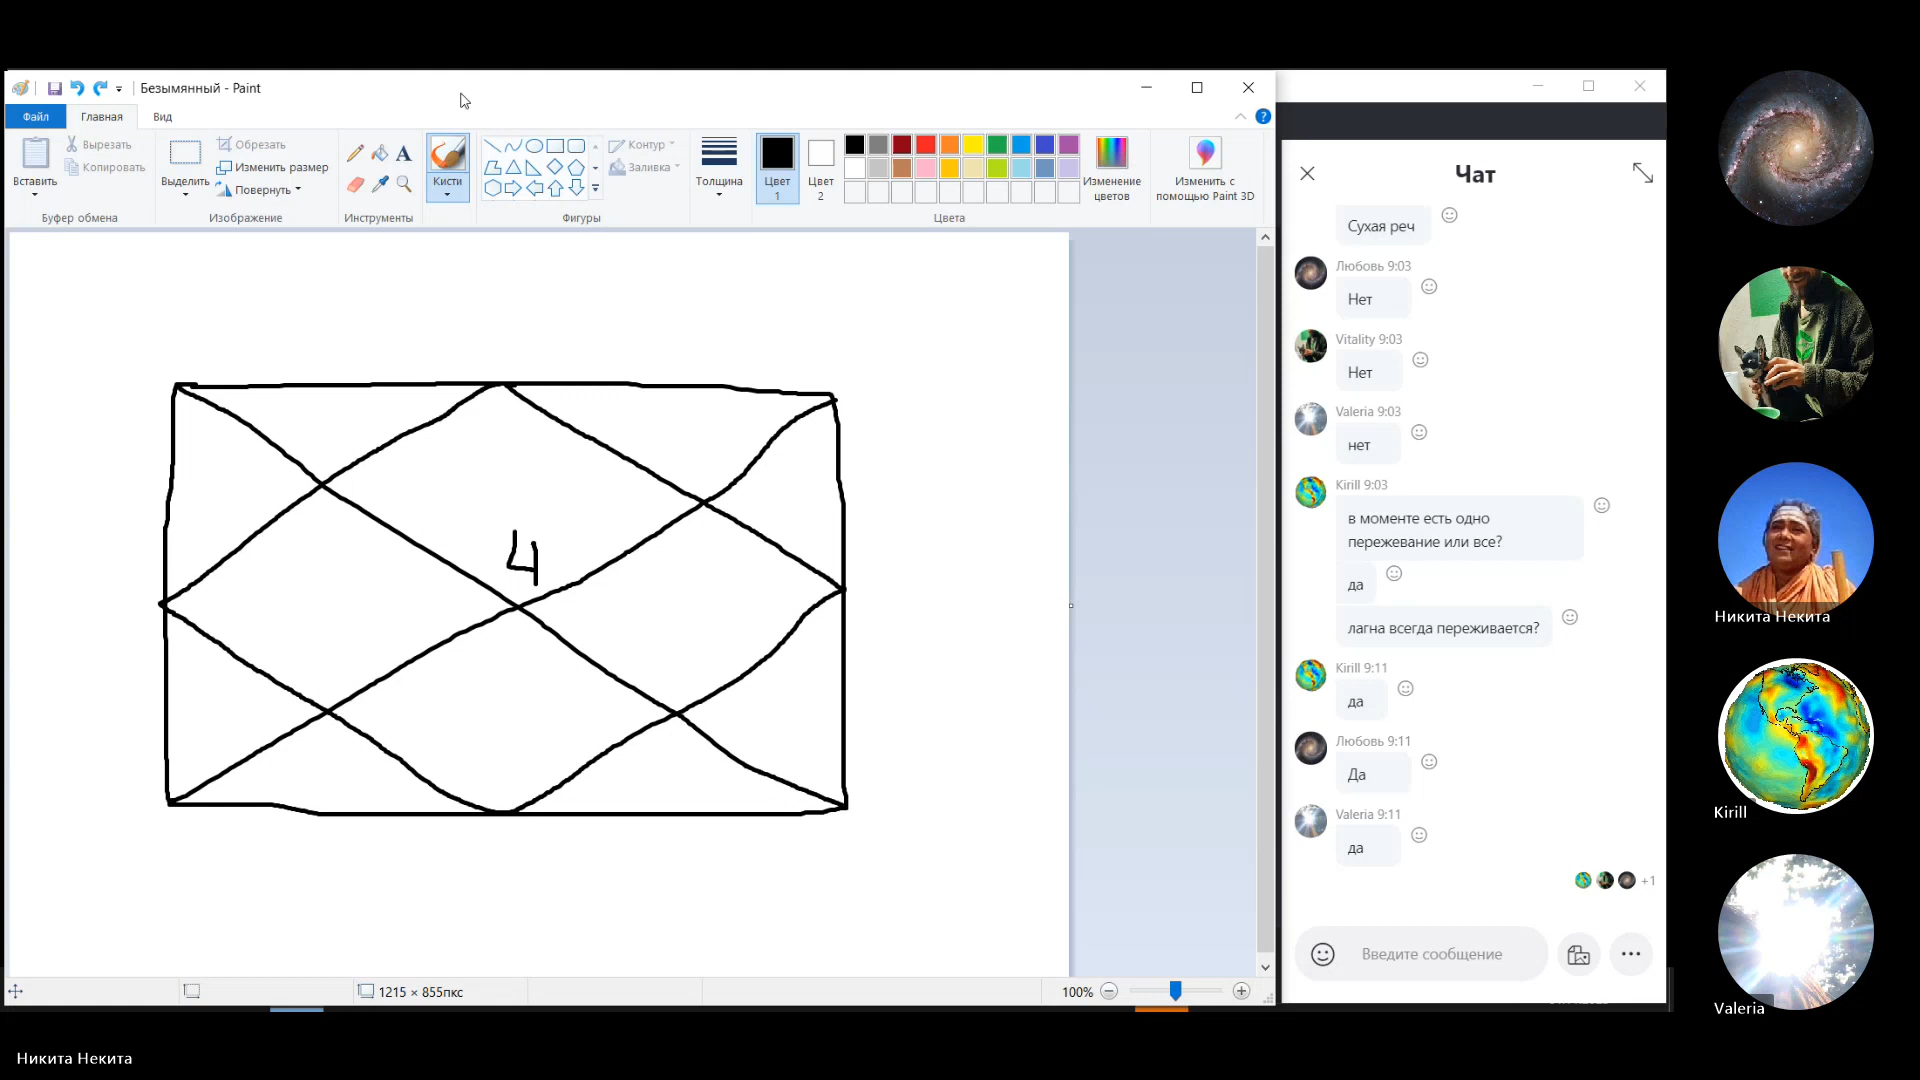 Безымянный - Paint
Файл
Главная
Вид
Вставить
Вырезать
Копировать
Буфер обмена
Выделить
Обрезать
Изменить размер
Повернуть
Изображение
Инструменты
Кисти
Контур
Заливка
Фигуры
Толщина
Цвет
1
Цвет
2
Изменение
цветов
Цвета
Изменить с
помощью Paint 3D
4
1215 × 855пкс
100%
Чат
Сухая реч
Любовь 9:03
Нет
Vitality 9:03
Нет
Valeria 9:03
нет
Kirill 9:03
в моменте есть одно
пережевание или все?
да
лагна всегда переживается?
Kirill 9:11
да
Любовь 9:11
Да
Valeria 9:11
да
+1
Введите сообщение
Никита Некита
Kirill
Valeria
Никита Некита